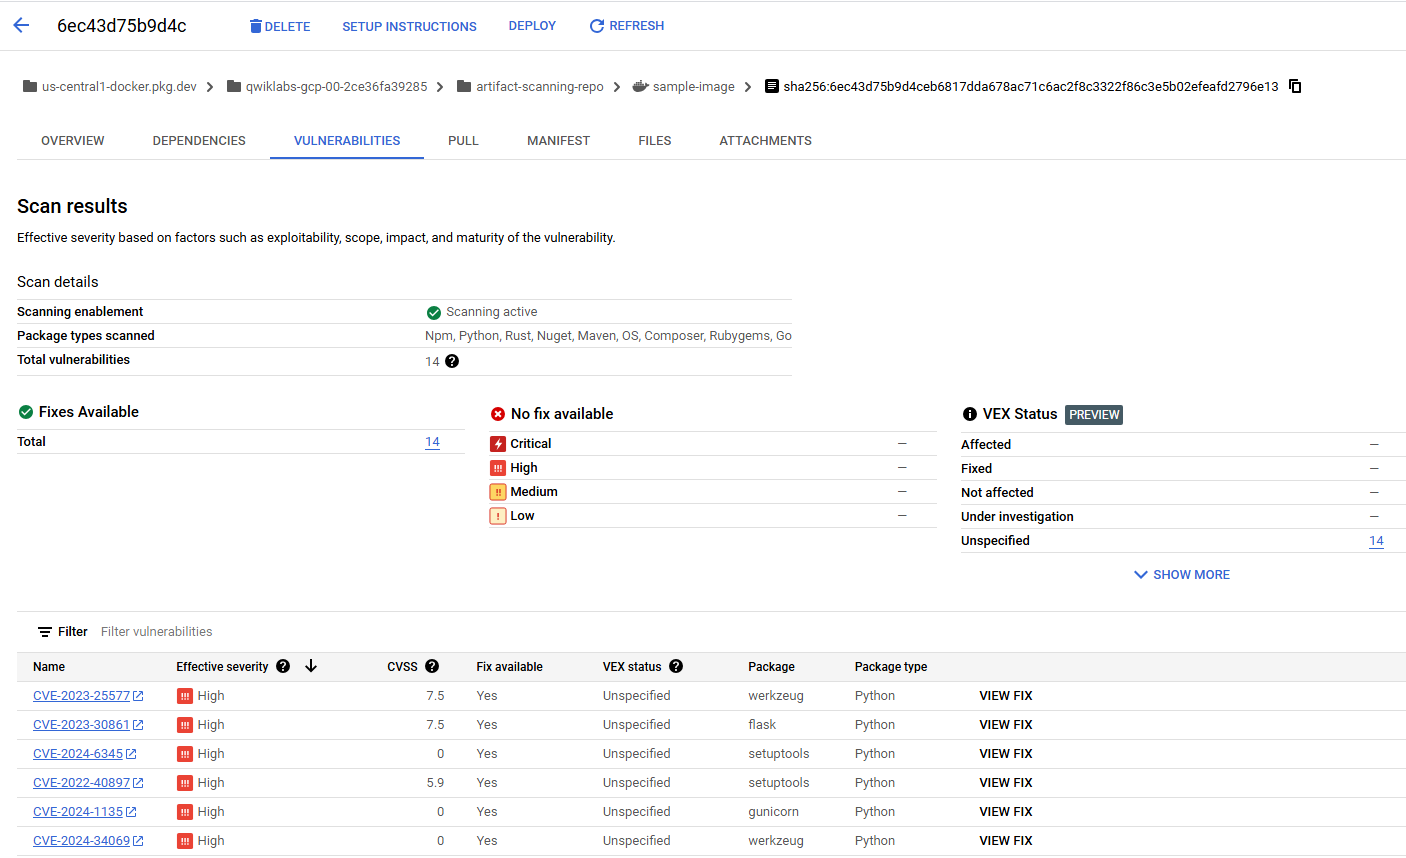 6ec43d75b9d4c DELETE SETUP INSTRUCTIONS DEPLOY REFRESH
us-central1-docker.pkg.dev qwiklabs-gcp-00-2ce36fa39285 artifact-scanning-repo sample-image sha256:6ec43d75b9d4ceb6817dda678ac71c6ac2f8c3322f86c3e5b02efeafd2796e13
OVERVIEW DEPENDENCIES VULNERABILITIES PULL MANIFEST FILES ATTACHMENTS
Scan results
Effective severity based on factors such as exploitability, scope, impact, and maturity of the vulnerability.
Scan details
Scanning enablement Scanning active
Package types scanned Npm, Python, Rust, Nuget, Maven, OS, Composer, Rubygems, Go
Total vulnerabilities 14
Fixes Available
Total 14
No fix available
Critical –
High –
Medium –
Low –
VEX Status PREVIEW
Affected –
Fixed –
Not affected –
Under investigation –
Unspecified 14
SHOW MORE
Filter Filter vulnerabilities
Name Effective severity CVSS Fix available VEX status Package Package type
CVE-2023-25577 High 7.5 Yes Unspecified werkzeug Python VIEW FIX
CVE-2023-30861 High 7.5 Yes Unspecified flask Python VIEW FIX
CVE-2024-6345 High 0 Yes Unspecified setuptools Python VIEW FIX
CVE-2022-40897 High 5.9 Yes Unspecified setuptools Python VIEW FIX
CVE-2024-1135 High 0 Yes Unspecified gunicorn Python VIEW FIX
CVE-2024-34069 High 0 Yes Unspecified werkzeug Python VIEW FIX